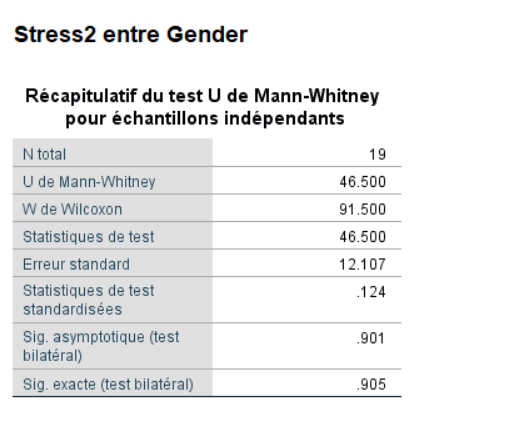 Stress2 entre Gender
Récapitulatif du test U de Mann-Whitney
pour échantillons indépendants
N total 19
U de Mann-Whitney 46.500
W de Wilcoxon 91.500
Statistiques de test 46.500
Erreur standard 12.107
Statistiques de test .124
standardisées
Sig. asymptotique (test .901
bilatéral)
Sig. exacte (test bilatéral) .905